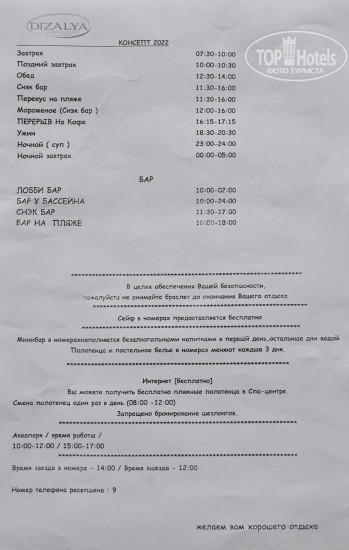 DIZALYA
TOP Hotels
ФОТО ТУРИСТА
КОНСЕПТ 2022
Завтрак 07:30-10:00
Поздний завтрак 10:00-10:30
Обед 12:30-14:00
Снэк бар 11:30-16:00
Перекус на пляже 11:30-16:00
Мороженое (Снэк бар ) 12:00-16:00
ПЕРЕРЫВ На Кофе 16:15-17:15
Ужин 18:30-20:30
Ночной ( суп ) 23:00-24:00
Ночной завтрак 00:00-05:00
БАР
ЛОББИ БАР 10:00-02:00
БАР У БАССЕЙНА 10:00-24:00
СНЭК БАР 11:30-17:00
БАР НА ПЛЯЖЕ 10:00-18:00
В целях обеспечения Вашей безопасности,
пожалуйста не снимайте браслет до окончания Вашего отдыха
Сейф в номерах предоставляется бесплатно
Минибар в номерахнаполняется безалкогольными напитками в первый день,остальные дни водой
Полотенца и постельное белье в номерах меняют каждые 3 дня.
Интернет [Бесплатно]
Вы можете получить бесплатно пляжные полотенца в Спа-центре.
Смена полотенец один раз в день (08:00 -12:00)
Запрещено бронирование шезлонгов.
Аквапарк / время работы /
10:00-12:00 / 15:00-17:00
Время заезда в номера - 14:00 / Время выезда - 12:00
Номер телефона ресепшена : 9
желаем вам хорошего отдыха